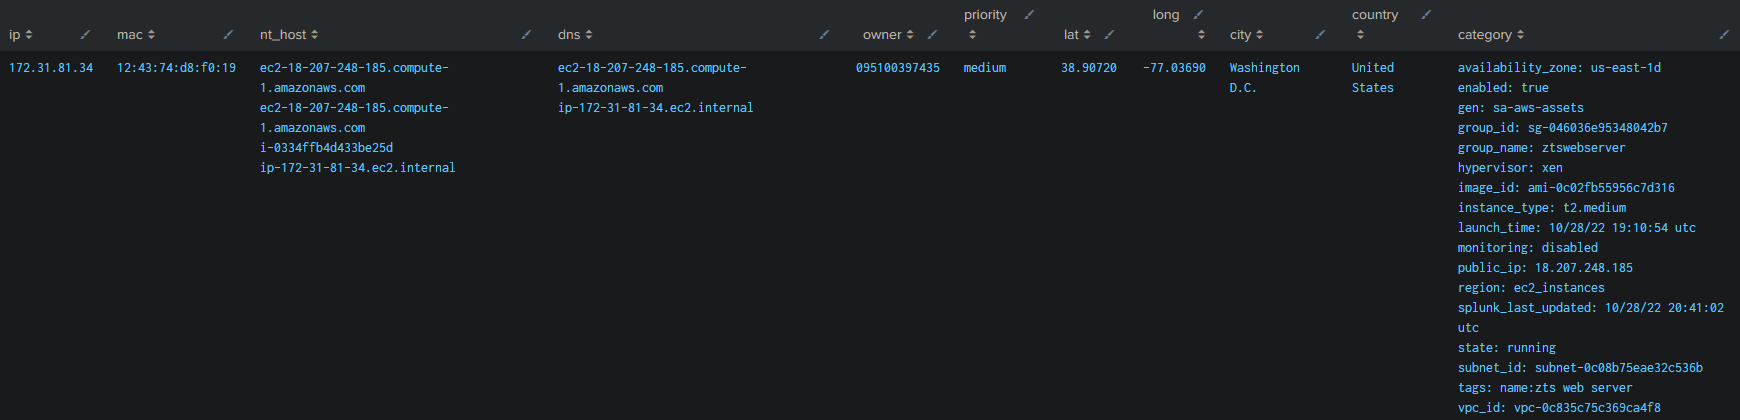 priority long country
ip mac nt_host dns owner lat city category
172.31.81.34 12:43:74:d8:f0:19 ec2-18-207-248-185.compute- ec2-18-207-248-185.compute- 095100397435 medium 38.90720 -77.03690 Washington United availability_zone: us-east-1d
1.amazonaws.com 1.amazonaws.com D.C. States enabled: true
ec2-18-207-248-185.compute- ip-172-31-81-34.ec2.internal gen: sa-aws-assets
1.amazonaws.com group_id: sg-046036e95348042b7
i-0334ffb4d433be25d group_name: ztswebserver
ip-172-31-81-34.ec2.internal hypervisor: xen
image_id: ami-0c02fb55956c7d316
instance_type: t2.medium
launch_time: 10/28/22 19:10:54 utc
monitoring: disabled
public_ip: 18.207.248.185
region: ec2_instances
splunk_last_updated: 10/28/22 20:41:02
utc
state: running
subnet_id: subnet-0c08b75eae32c536b
tags: name:zts web server
vpc_id: vpc-0c835c75c369ca4f8